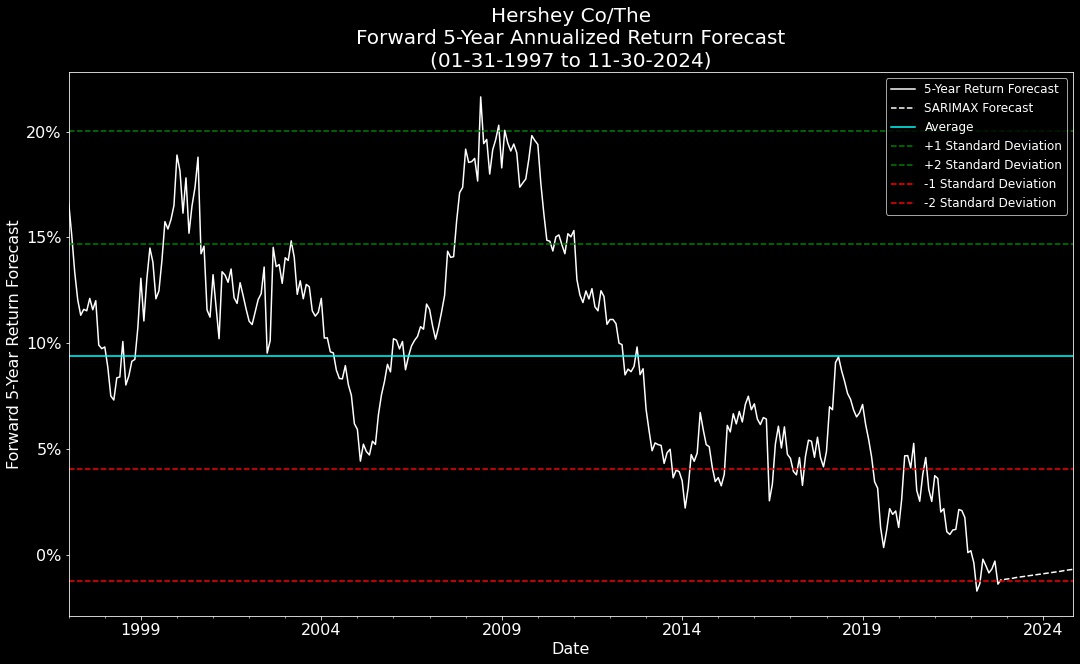 Hershey Co/The
Forward 5-Year Annualized Return Forecast
(01-31-1997 to 11-30-2024)
5-Year Return Forecast
SARIMAX Forecast
Average
+1 Standard Deviation
+2 Standard Deviation
-1 Standard Deviation
-2 Standard Deviation
Forward 5-Year Return Forecast
20%
15%
10%
5%
0%
1999
2004
2009
2014
2019
2024
Date